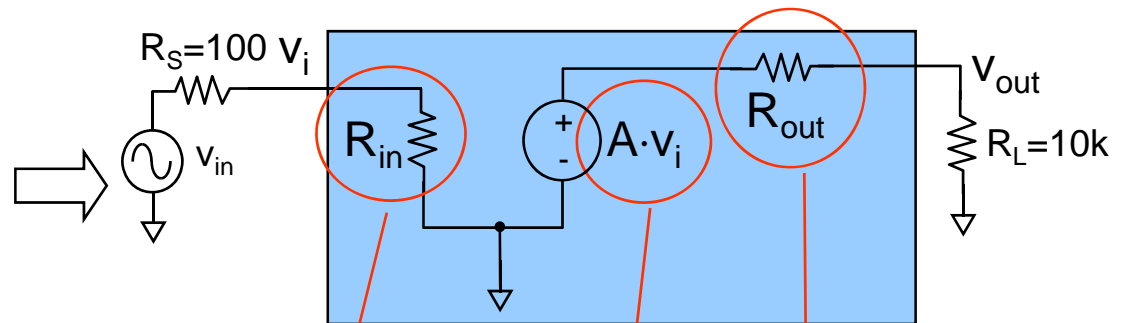 R_S=100 v_i
v_in
R_in
+
-
A·v_i
R_out
v_out
R_L=10k